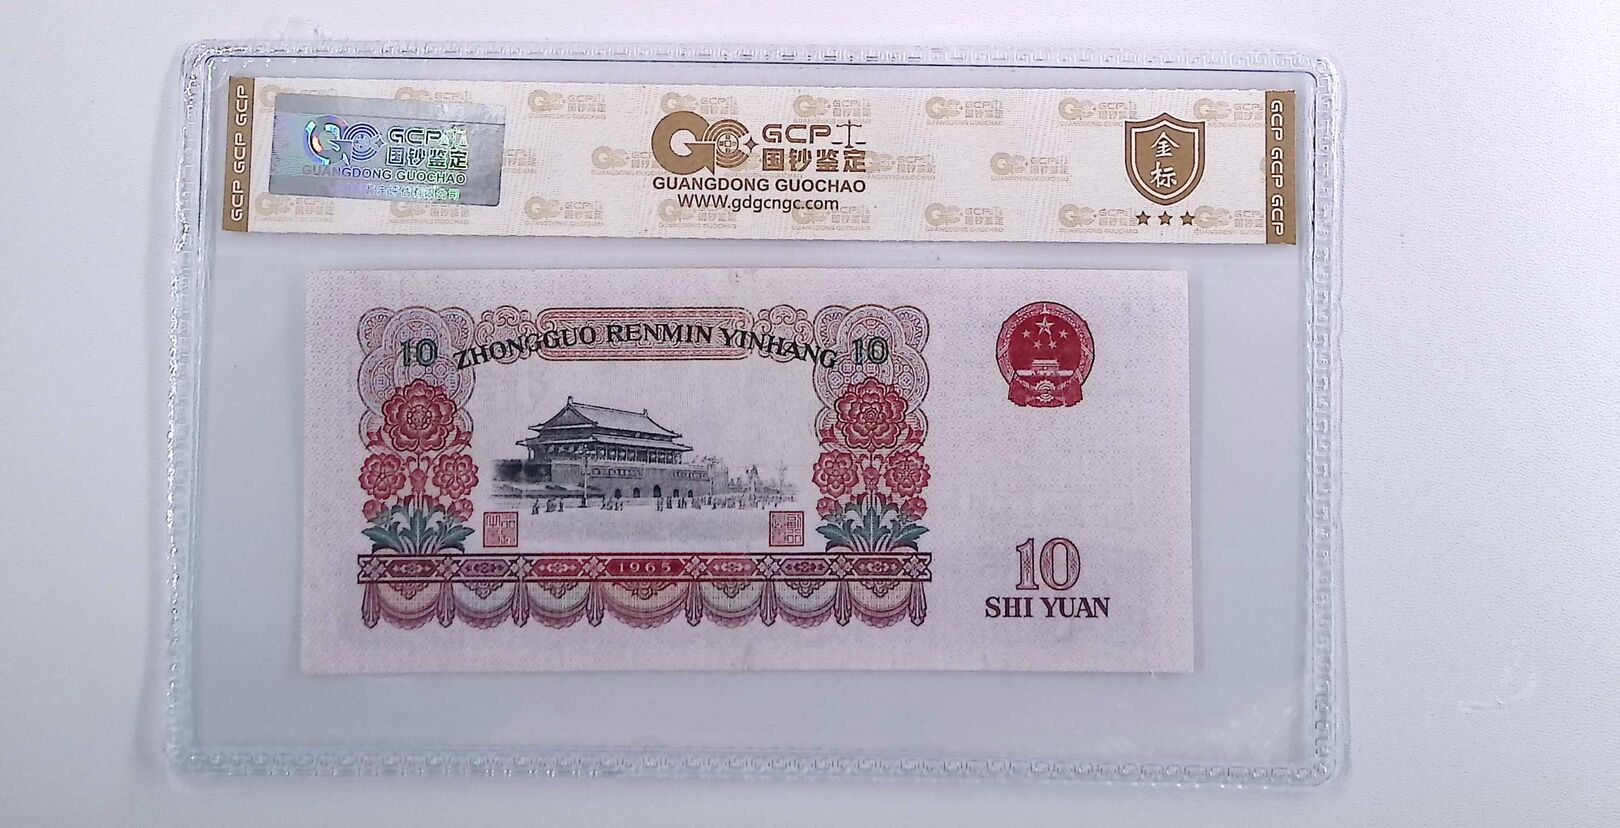 GCP GCP GCP
GCP
国钞鉴定
GUANGDONG GUOCHAO
GCP
国钞鉴定
GUANGDONG GUOCHAO
WWW.gdgcngc.com
金
标
GCP GCP GCP
10 ZHONGGUO RENMIN YINHANG 10
1965
10
SHI YUAN